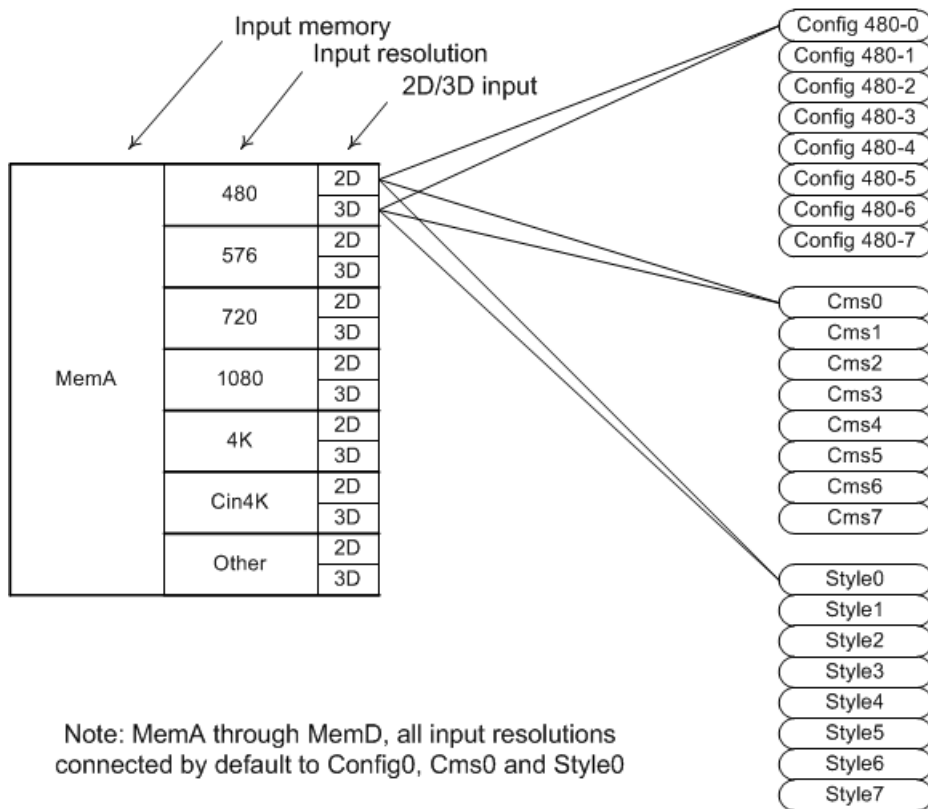 Input memory
Input resolution
2D/3D input
MemA
480
2D
3D
576
2D
3D
720
2D
3D
1080
2D
3D
4K
2D
3D
Cin4K
2D
3D
Other
2D
3D
Config 480-0
Config 480-1
Config 480-2
Config 480-3
Config 480-4
Config 480-5
Config 480-6
Config 480-7
Cms0
Cms1
Cms2
Cms3
Cms4
Cms5
Cms6
Cms7
Style0
Style1
Style2
Style3
Style4
Style5
Style6
Style7
Note: MemA through MemD, all input resolutions
connected by default to Config0, Cms0 and Style0